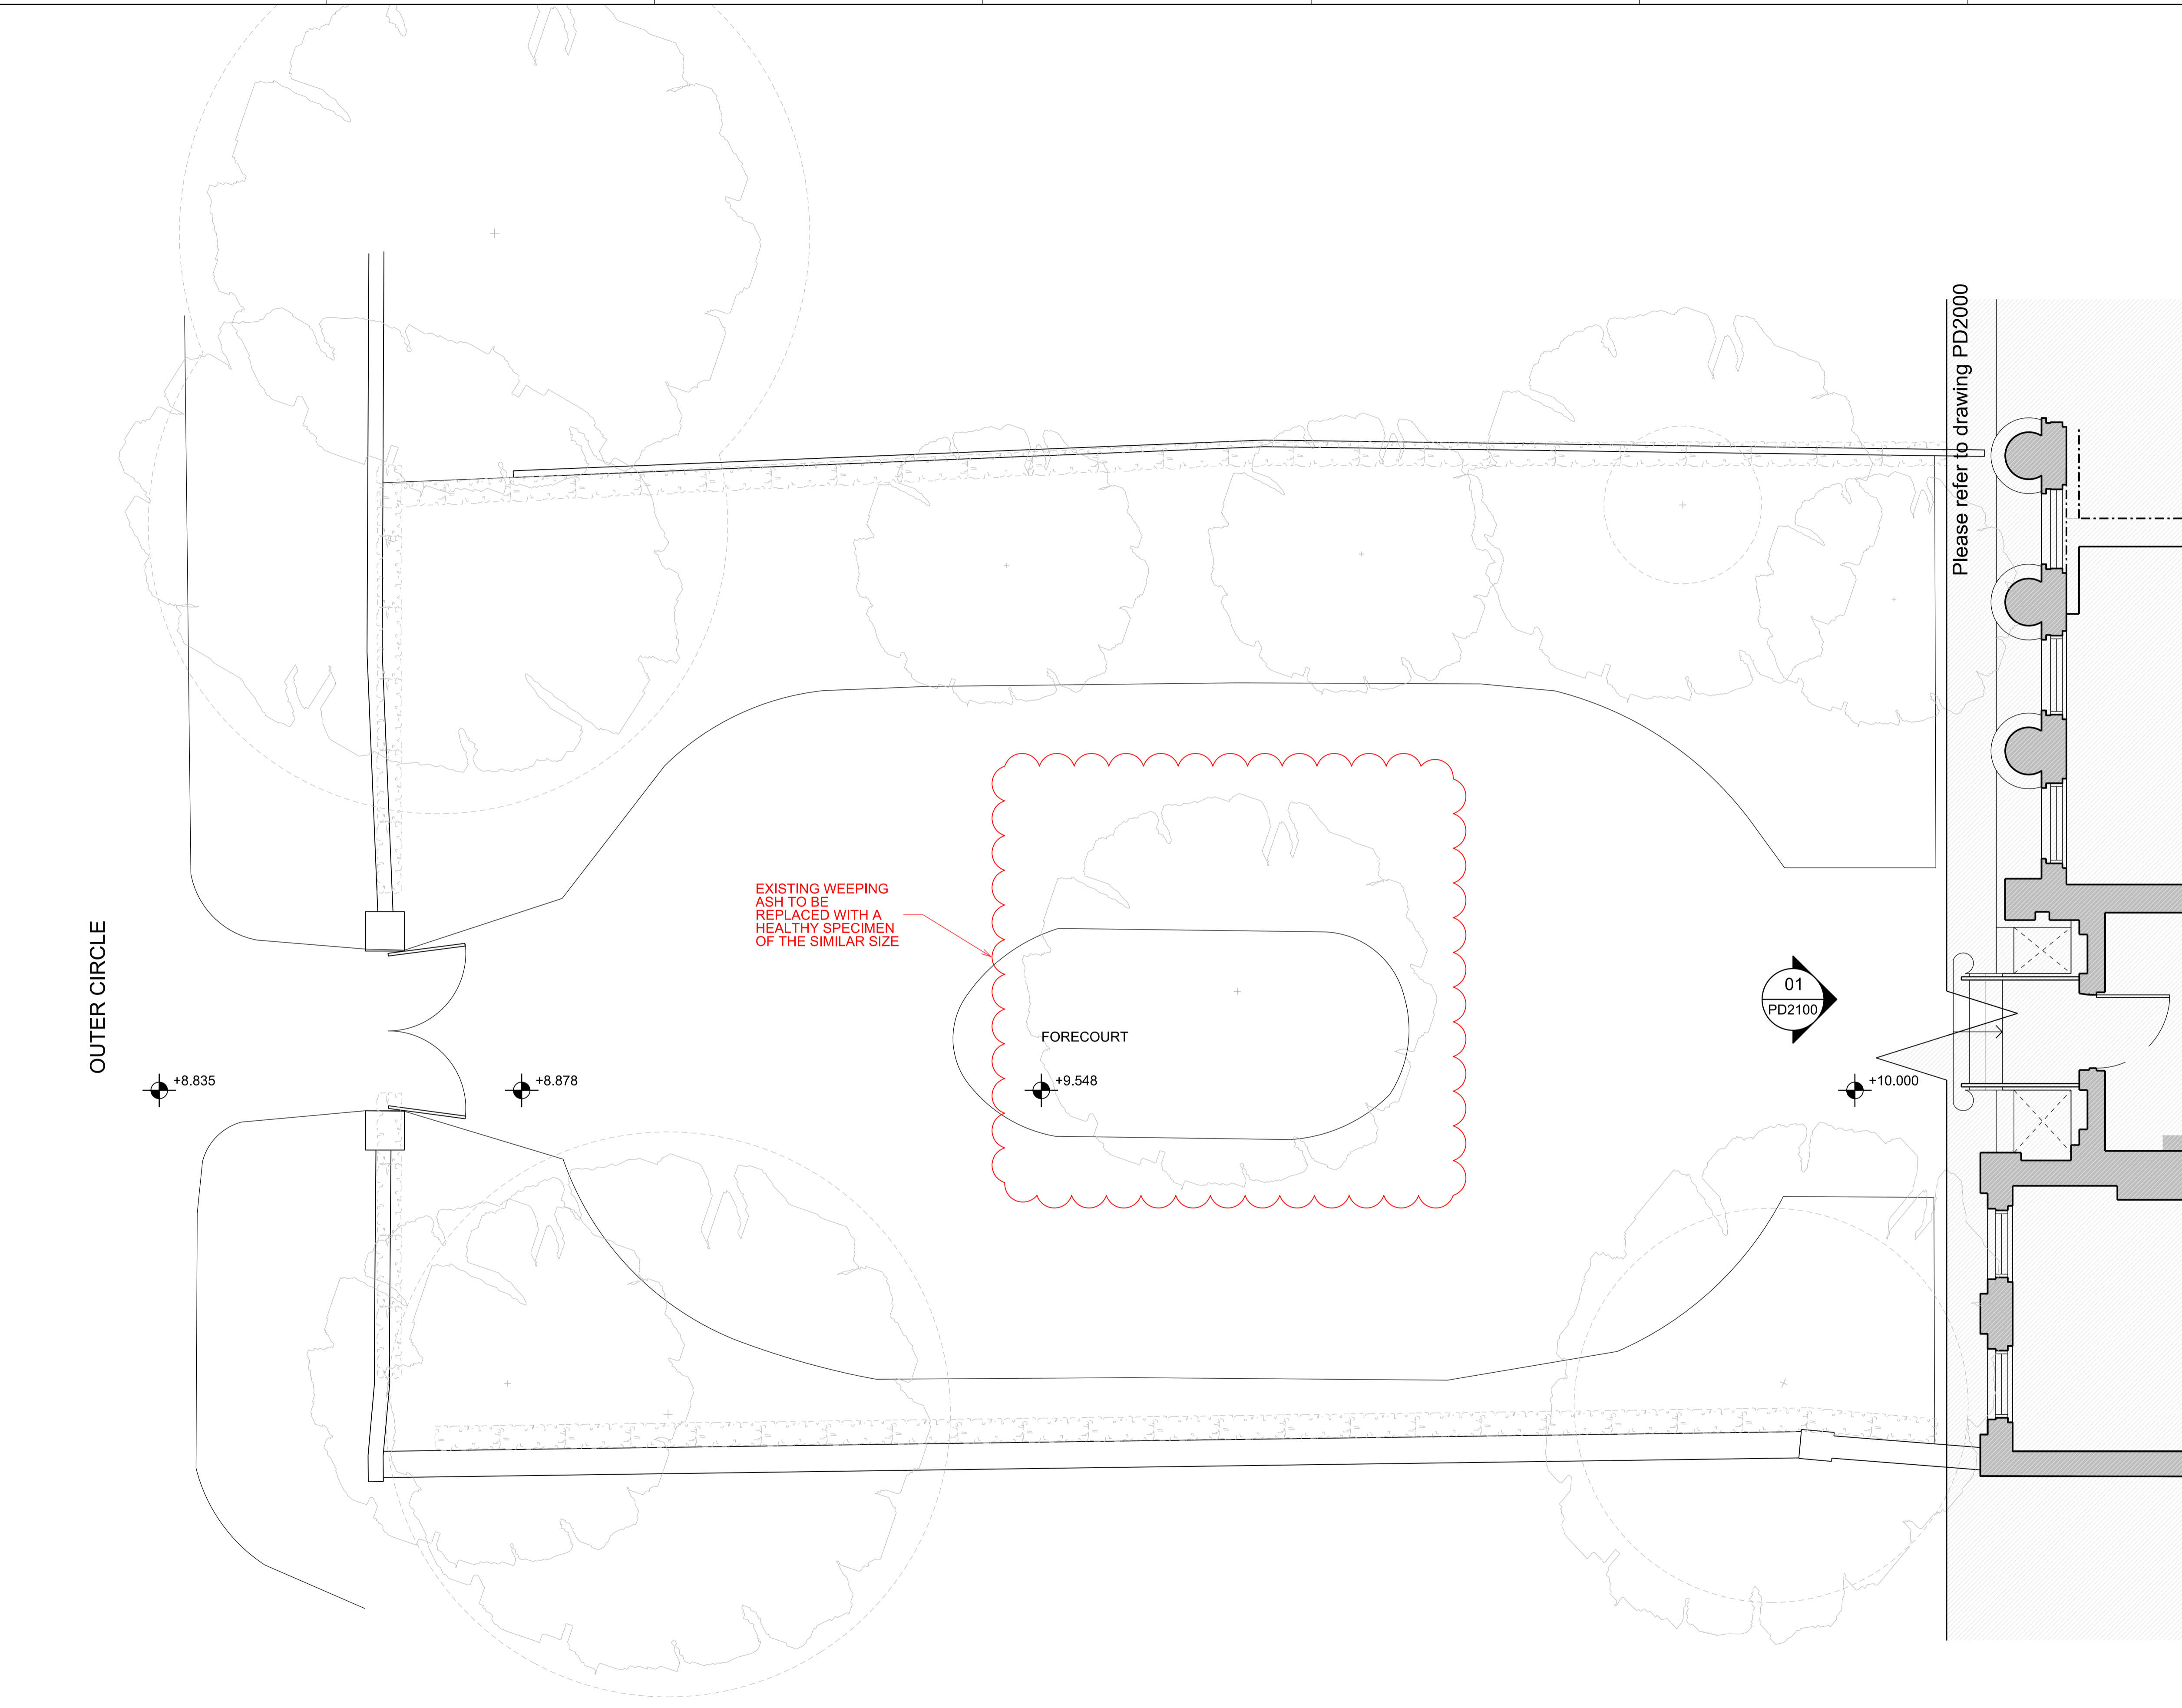 Please refer to drawing PD2000
EXISTING WEEPING
ASH TO BE
REPLACED WITH A
HEALTHY SPECIMEN
OF THE SIMILAR SIZE
OUTER CIRCLE
01
PD2100
FORECOURT
+8.835
+8.878
+9.548
+10.000